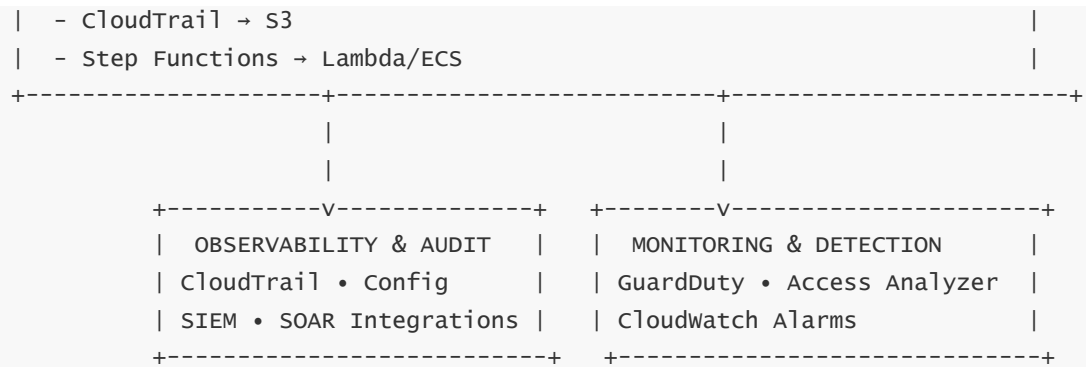 |  - CloudTrail → S3                                                    |
|  - Step Functions → Lambda/ECS                                        |
+----------------------+---------------------------+------------------------+
                       |                           |
                       |                           |
          +-----------v--------------+   +--------v----------------------+
          |  OBSERVABILITY & AUDIT   |   |  MONITORING & DETECTION      |
          | CloudTrail • Config      |   | GuardDuty • Access Analyzer  |
          | SIEM • SOAR Integrations |   | CloudWatch Alarms            |
          +---------------------------+   +------------------------------+